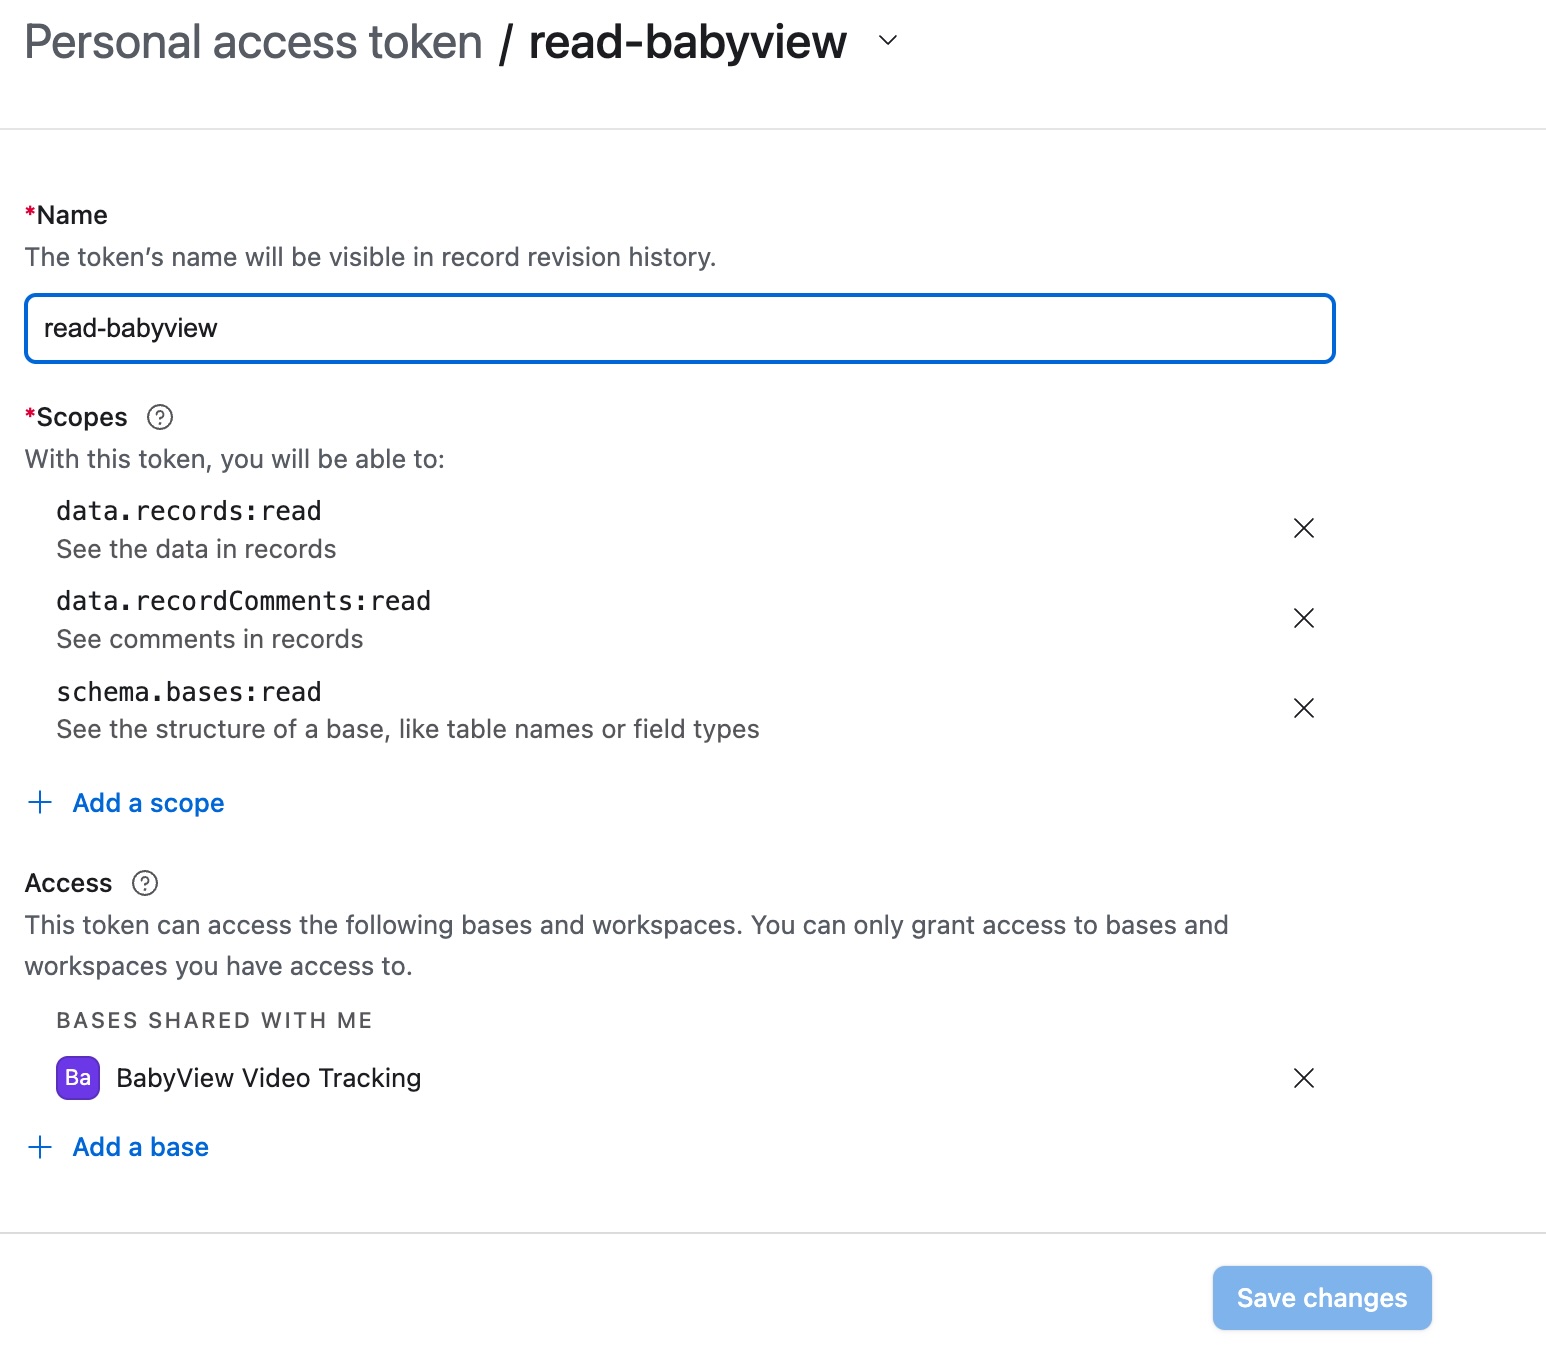 Personal access token / read-babyview
*Name
The token’s name will be visible in record revision history.
read-babyview
*Scopes ?
With this token, you will be able to:
data.records:read
See the data in records
data.recordComments:read
See comments in records
schema.bases:read
See the structure of a base, like table names or field types
+ Add a scope
Access ?
This token can access the following bases and workspaces. You can only grant access to bases and
workspaces you have access to.
BASES SHARED WITH ME
Ba BabyView Video Tracking
+ Add a base
Save changes